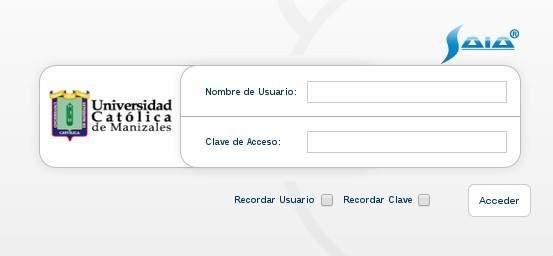 SAIA®
Nombre de Usuario:
Universidad
Católica
de Manizales
Clave de Acceso:
Recordar Usuario
Recordar Clave
Acceder